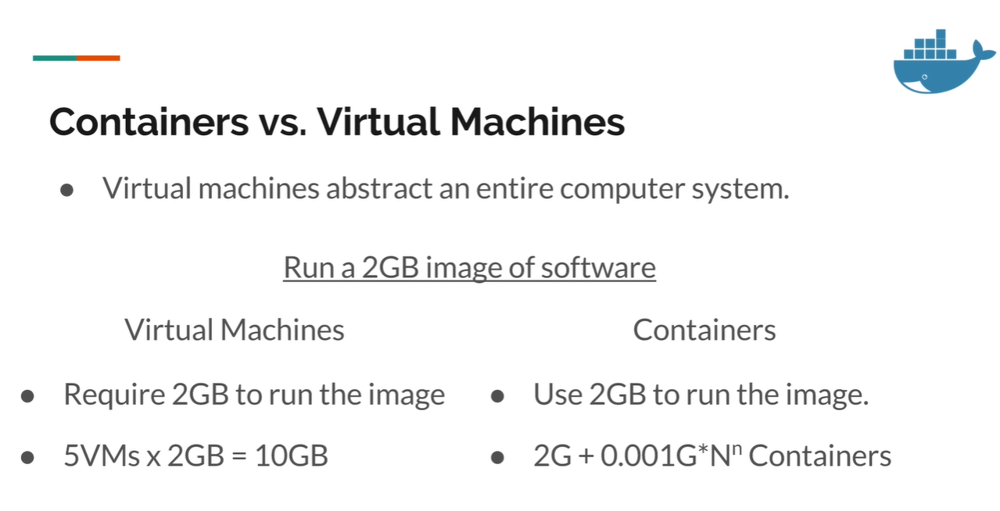 Containers vs. Virtual Machines
● Virtual machines abstract an entire computer system.
Run a 2GB image of software
Virtual Machines
● Require 2GB to run the image
● 5VMs x 2GB = 10GB
Containers
● Use 2GB to run the image.
● 2G + 0.001G*Nⁿ Containers